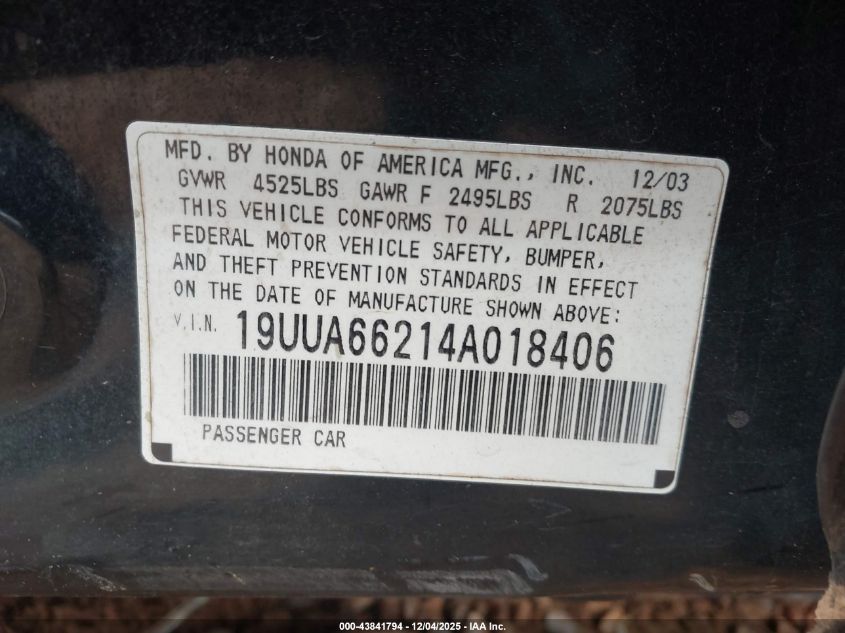 MFD. BY HONDA OF AMERICA MFG., INC. 12/03
GVWR 4525LBS GAWR F 2495LBS R 2075LBS
THIS VEHICLE CONFORMS TO ALL APPLICABLE
FEDERAL MOTOR VEHICLE SAFETY, BUMPER,
AND THEFT PREVENTION STANDARDS IN EFFECT
ON THE DATE OF MANUFACTURE SHOWN ABOVE:
V.I.N. 19UUA66214A018406
PASSENGER CAR
000-43841794 - 12/04/2025 - IAA Inc.